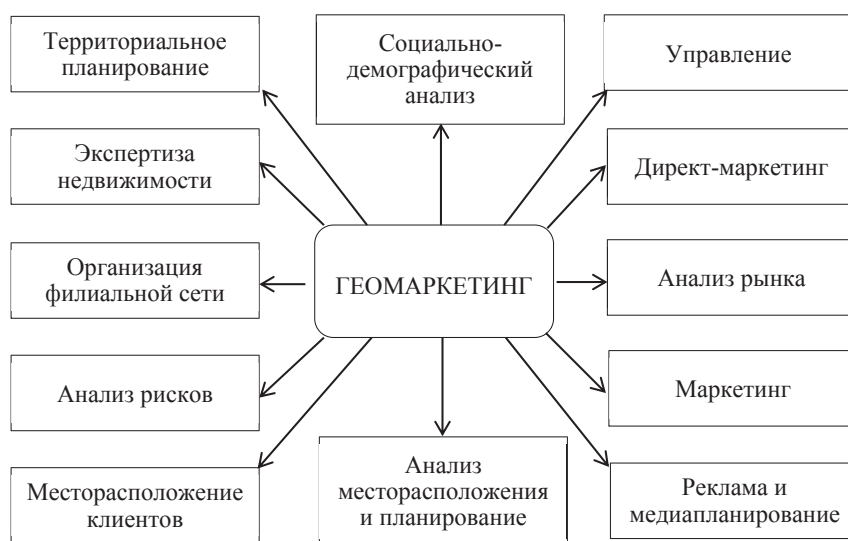 Территориальное
планирование
Социально-
демографический
анализ
Управление
Экспертиза
недвижимости
Директ-маркетинг
Организация
филиальной сети
ГЕОМАРКЕТИНГ
Анализ рынка
Анализ рисков
Маркетинг
Месторасположение
клиентов
Анализ
месторасположения
и планирование
Реклама и
медиапланирование